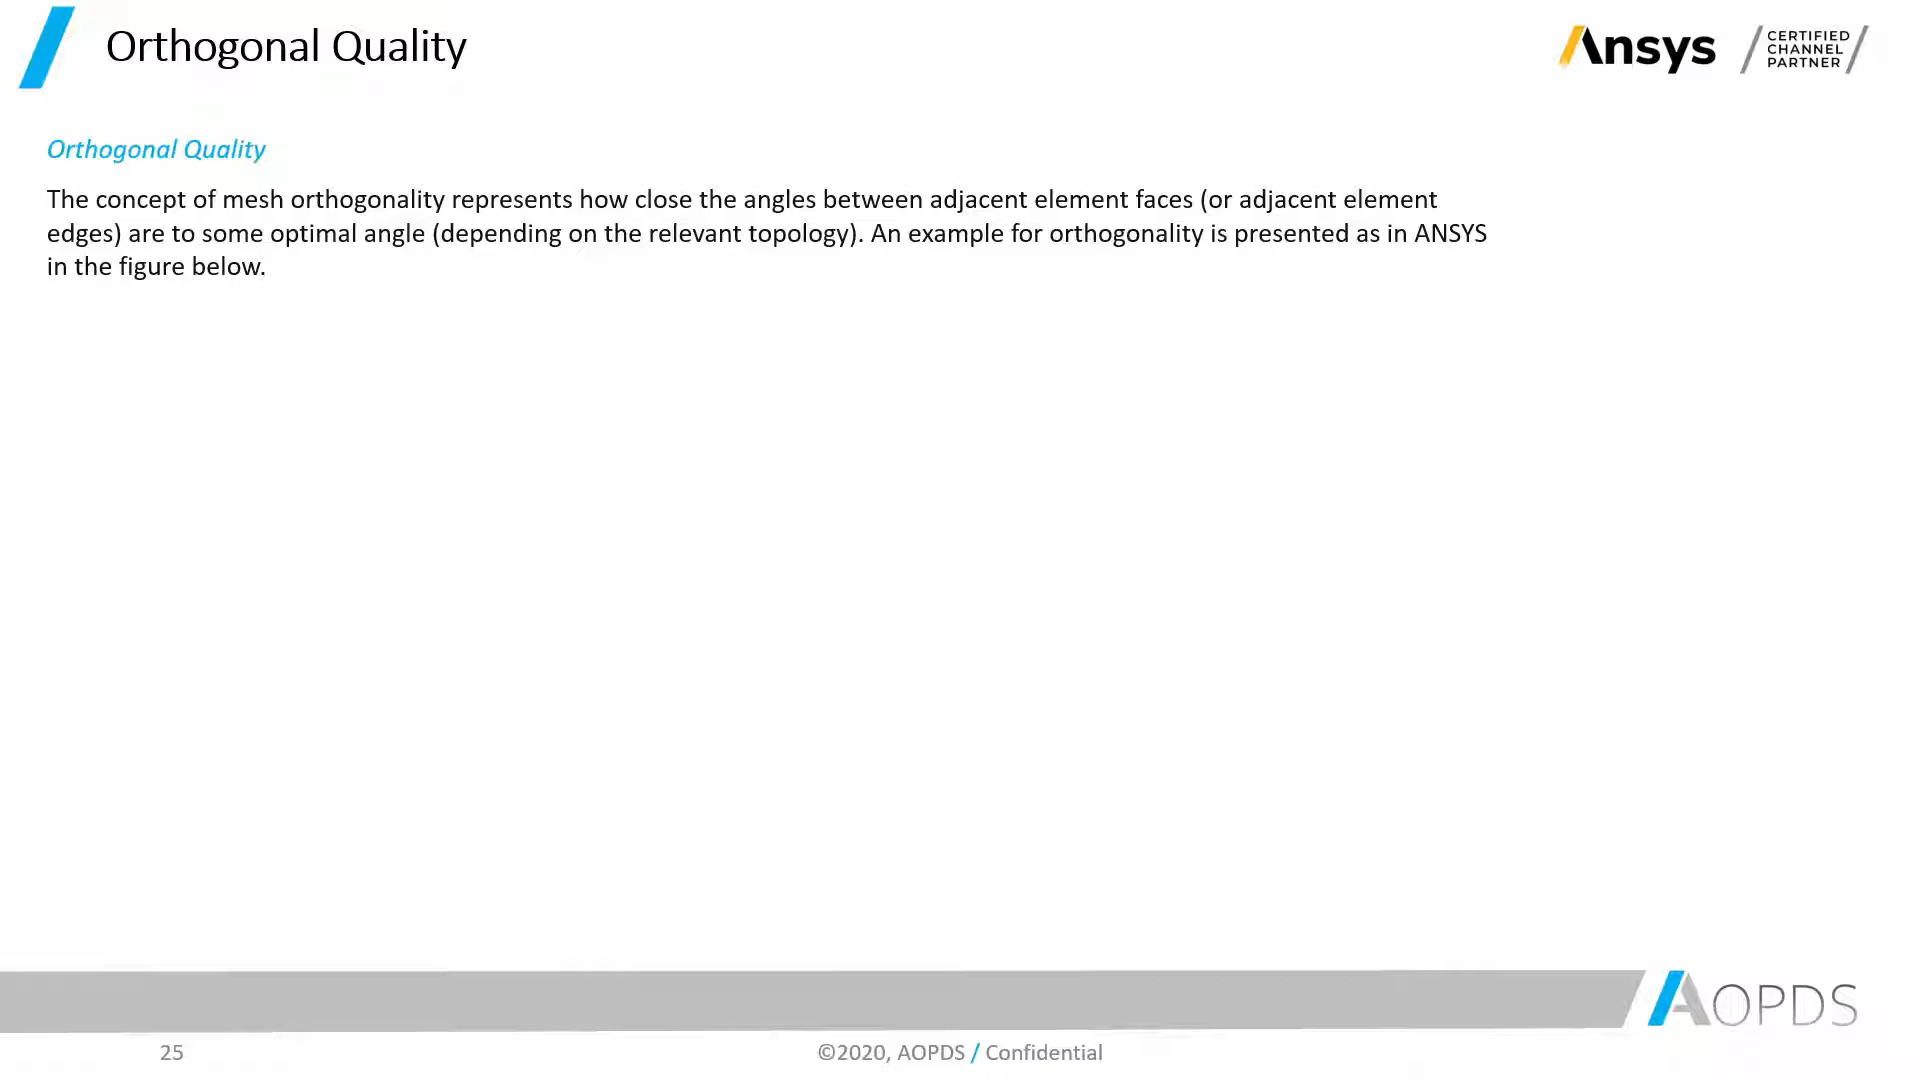 Orthogonal Quality
Ansys
CERTIFIED
CHANNEL
PARTNER
Orthogonal Quality
The concept of mesh orthogonality represents how close the angles between adjacent element faces (or adjacent element
edges) are to some optimal angle (depending on the relevant topology). An example for orthogonality is presented as in ANSYS
in the figure below.
AOPDS
25
©2020, AOPDS / Confidential